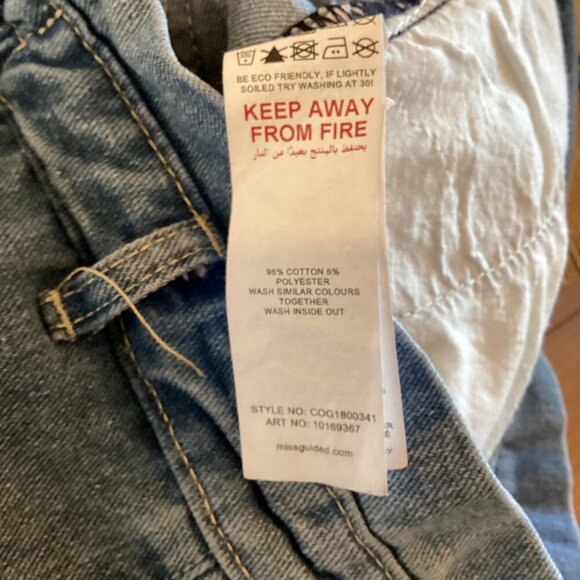 BE ECO FRIENDLY, IF LIGHTLY
SOILED TRY WASHING AT 30!
KEEP AWAY
FROM FIRE
يحتفظ بالمنتج بعيدًا عن النار
95% COTTON 5%
POLYESTER
WASH SIMILAR COLOURS
TOGETHER
WASH INSIDE OUT
STYLE NO: COG1800341
ART NO: 10169367
missguided.com